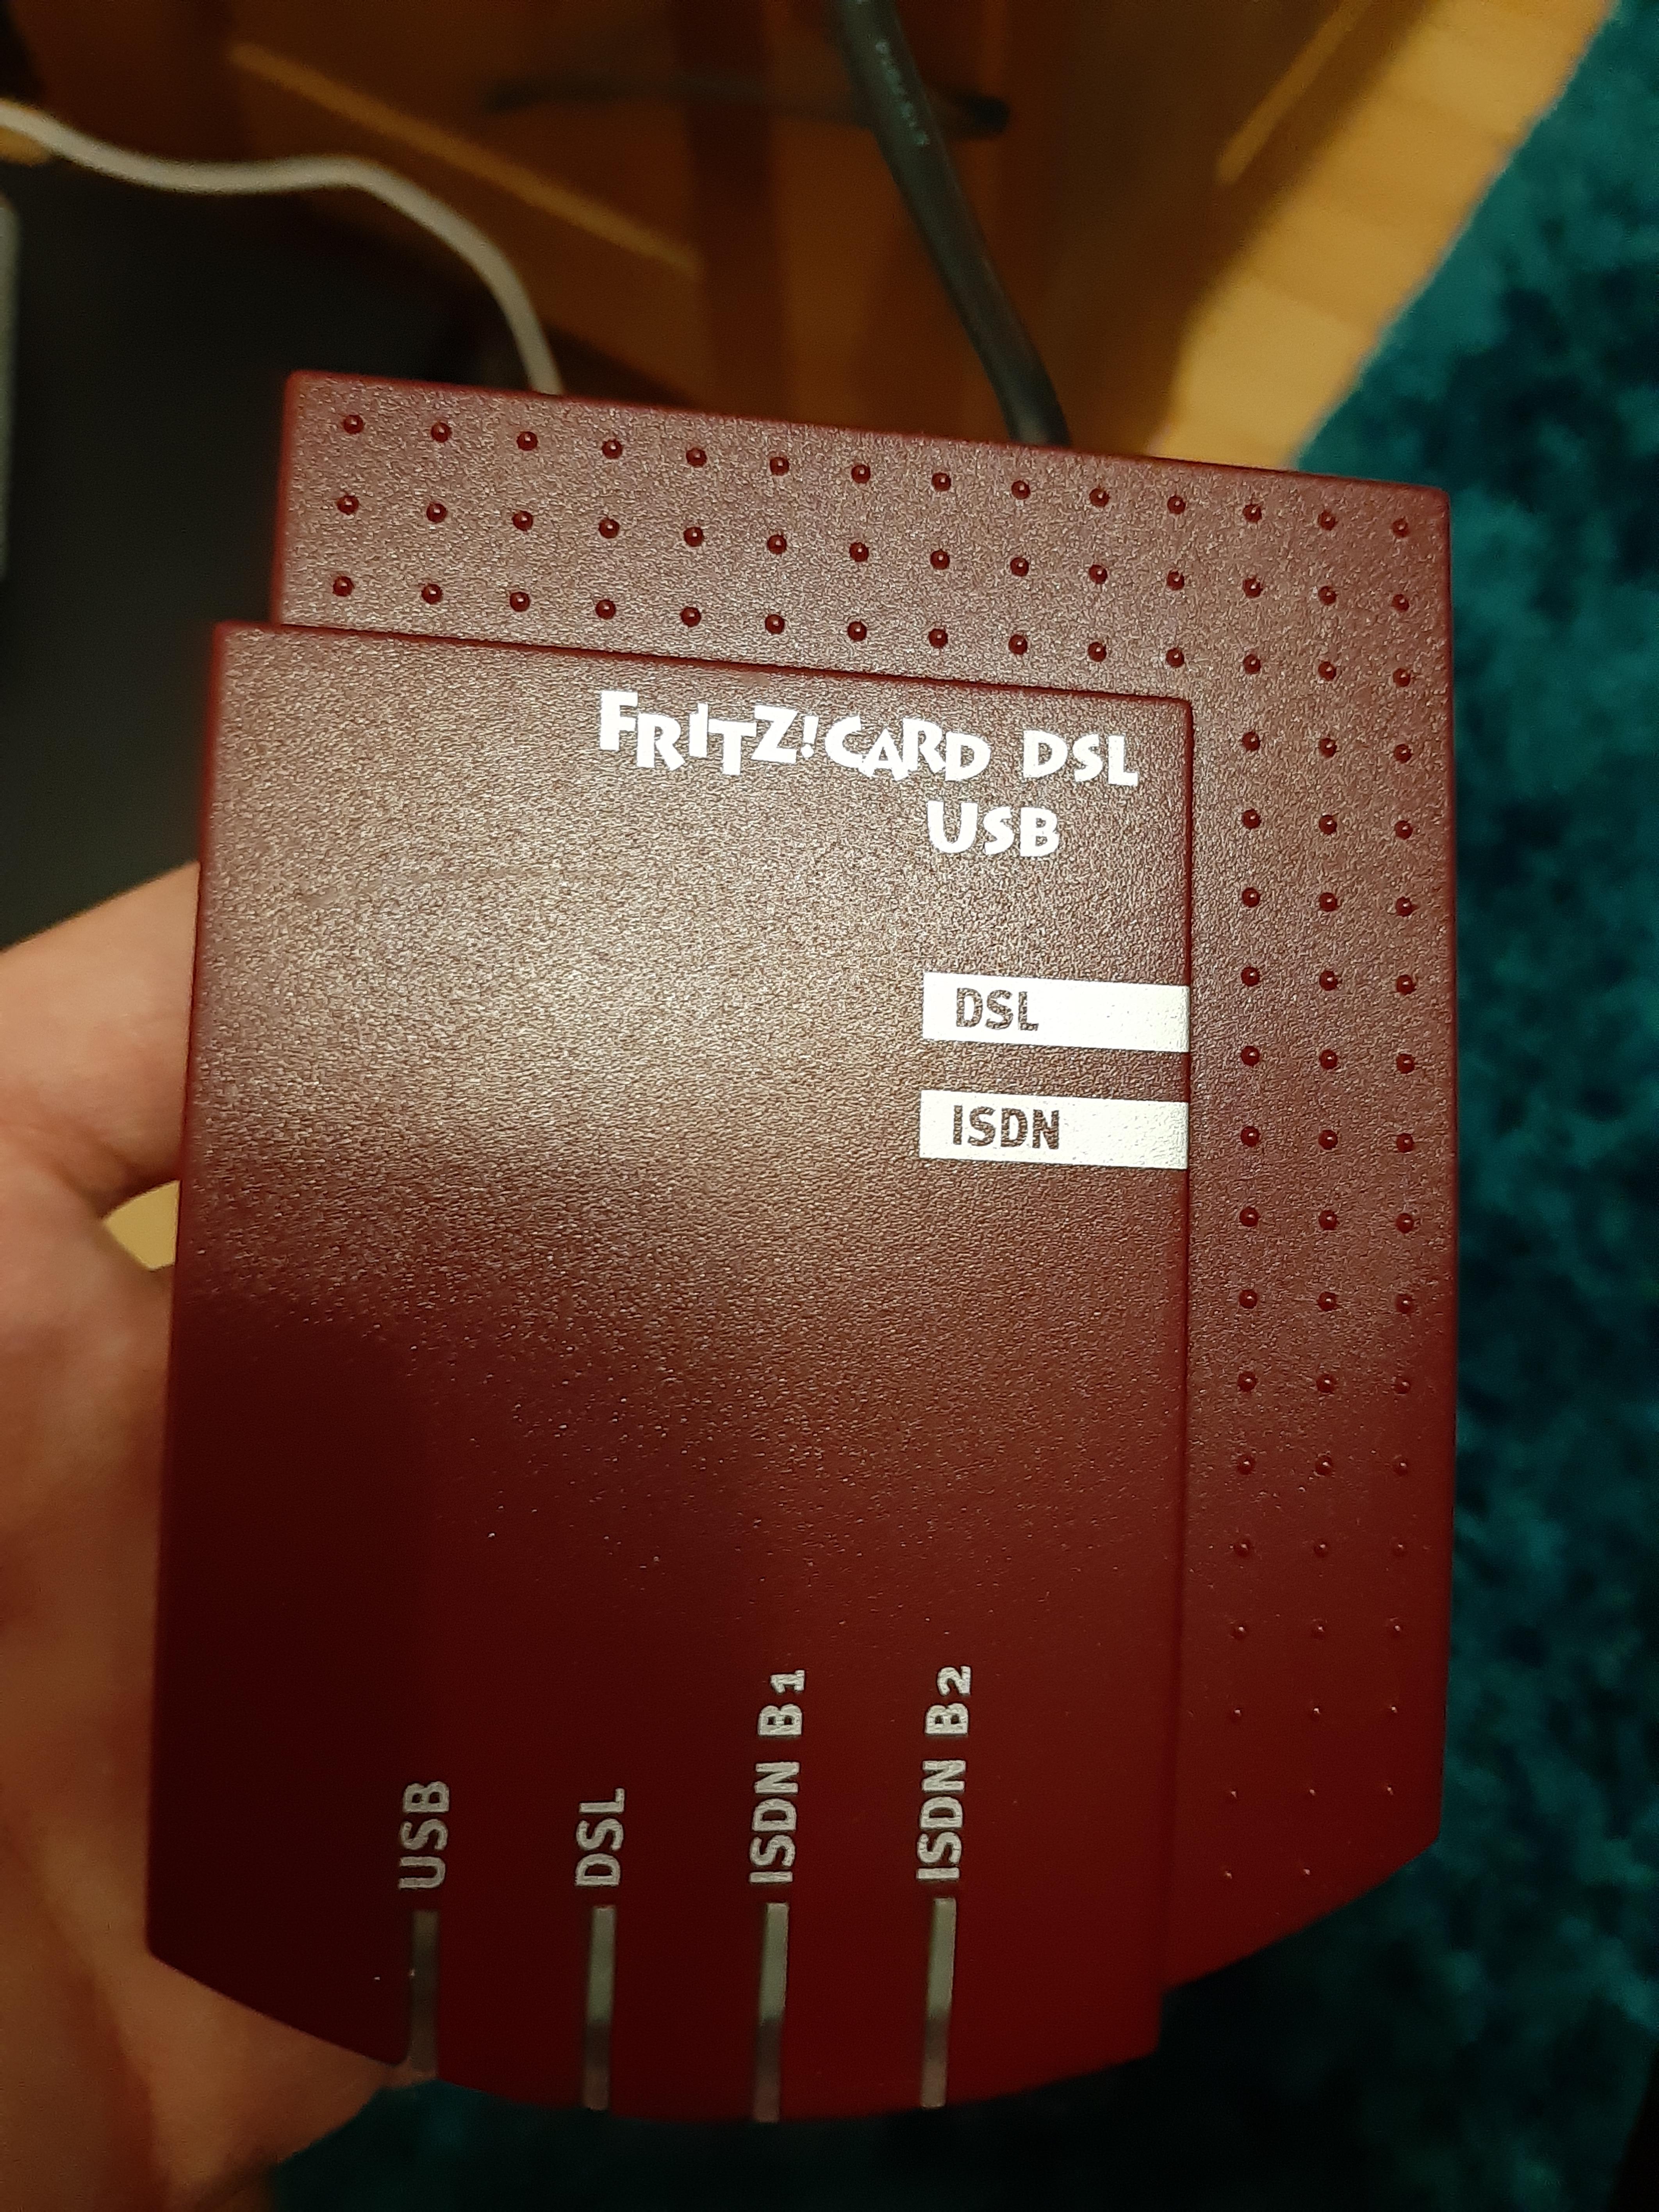 FRITZ!CARD DSL
USB
DSL
ISDN
USB
DSL
ISDN B1
ISDN B2